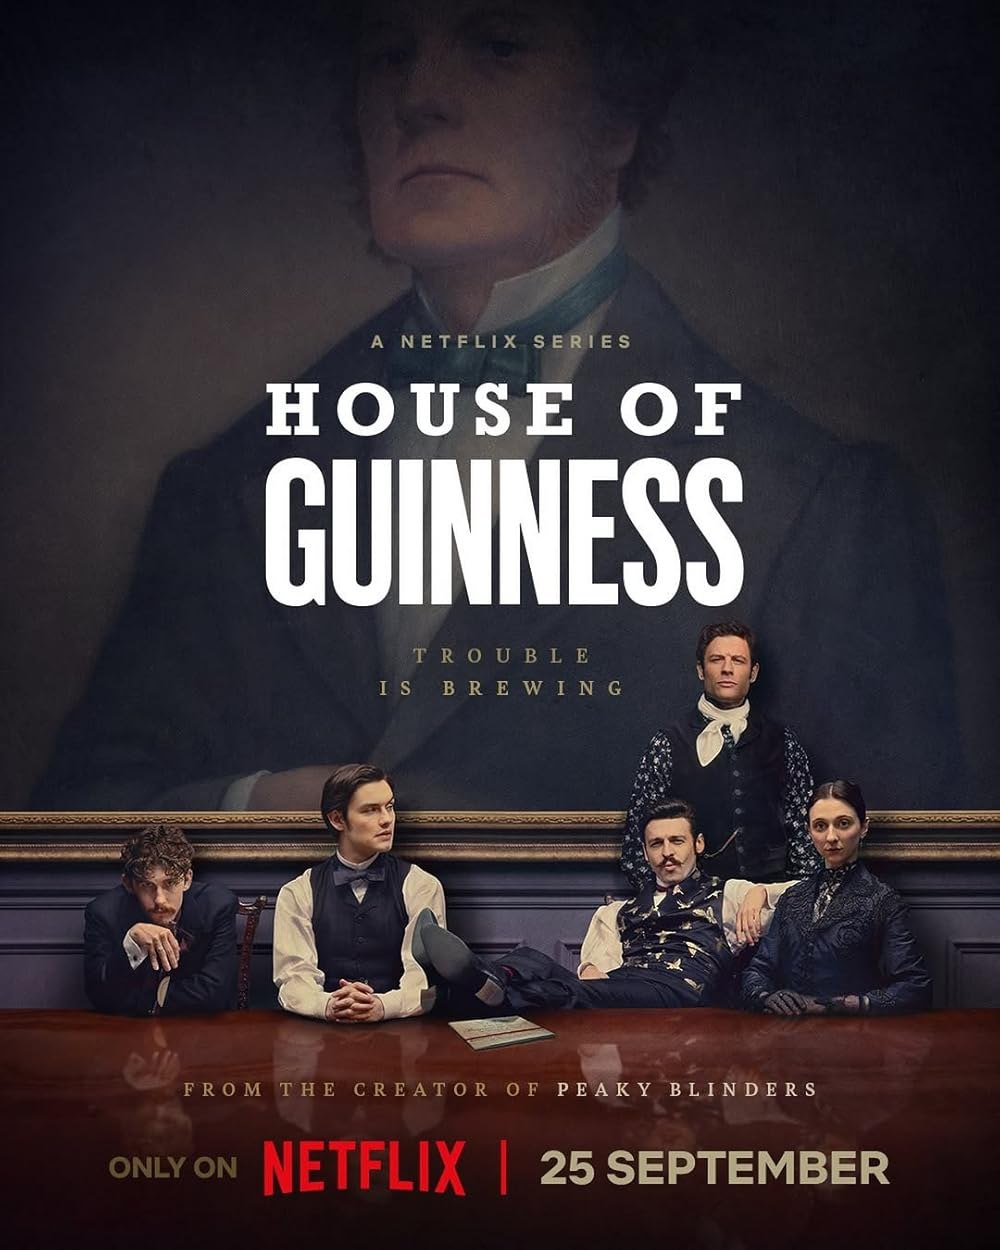 A NETFLIX SERIES
HOUSE OF
GUINNESS
TROUBLE
IS BREWING
FROM THE CREATOR OF PEAKY BLINDERS
ONLY ON NETFLIX | 25 SEPTEMBER